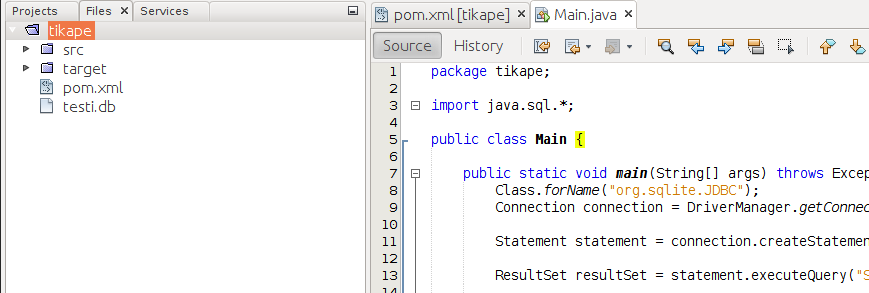 Projects Files × Services
tikape
src
target
pom.xml
testi.db
pom.xml [tikape] × Main.java ×
Source History
1 package tikape;
2
3 import java.sql.*;
4
5 public class Main {
6
7 public static void main(String[] args) throws Excep
8 Class.forName("org.sqlite.JDBC");
9 Connection connection = DriverManager.getConnec
10
11 Statement statement = connection.createStatemen
12
13 ResultSet resultSet = statement.executeQuery("S
14